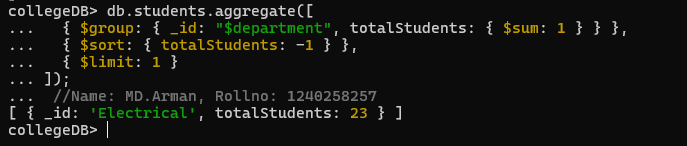 collegeDB> db.students.aggregate([
...   { $group: { _id: "$department", totalStudents: { $sum: 1 } } },
...   { $sort: { totalStudents: -1 } },
...   { $limit: 1 }
... ]);
...  //Name: MD.Arman, Rollno: 1240258257
[ { _id: 'Electrical', totalStudents: 23 } ]
collegeDB>